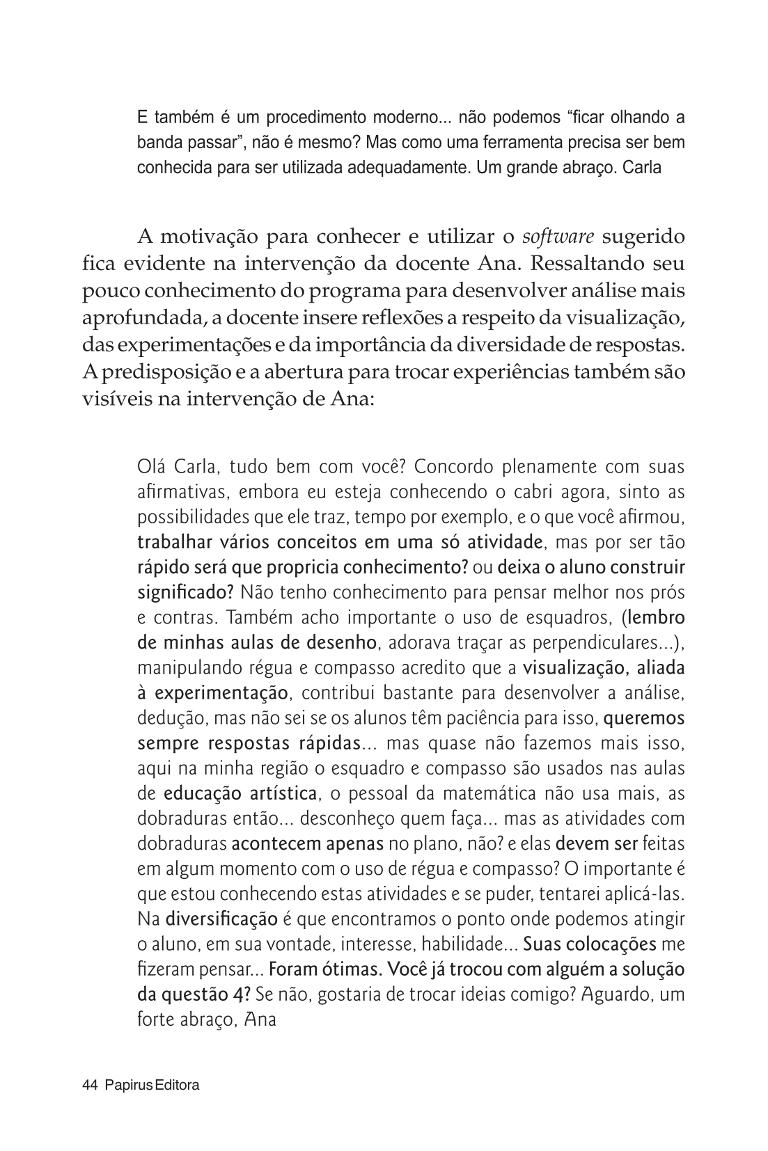 E também é um procedimento moderno... não podemos “ficar olhando a
banda passar”, não é mesmo? Mas como uma ferramenta precisa ser bem
conhecida para ser utilizada adequadamente. Um grande abraço. Carla
A motivação para conhecer e utilizar o software sugerido
fica evidente na intervenção da docente Ana. Ressaltando seu
pouco conhecimento do programa para desenvolver análise mais
aprofundada, a docente insere reflexões a respeito da visualização,
das experimentações e da importância da diversidade de respostas.
A predisposição e a abertura para trocar experiências também são
visíveis na intervenção de Ana:
Olá Carla, tudo bem com você? Concordo plenamente com suas
afirmativas, embora eu esteja conhecendo o cabri agora, sinto as
possibilidades que ele traz, tempo por exemplo, e o que você afirmou,
trabalhar vários conceitos em uma só atividade, mas por ser tão
rápido será que propricia conhecimento? ou deixa o aluno construir
significado? Não tenho conhecimento para pensar melhor nos prós
e contras. Também acho importante o uso de esquadros, (lembro
de minhas aulas de desenho, adorava traçar as perpendiculares...),
manipulando régua e compasso acredito que a visualização, aliada
à experimentação, contribui bastante para desenvolver a análise,
dedução, mas não sei se os alunos têm paciência para isso, queremos
sempre respostas rápidas... mas quase não fazemos mais isso,
aqui na minha região o esquadro e compasso são usados nas aulas
de educação artística, o pessoal da matemática não usa mais, as
dobraduras então... desconheço quem faça... mas as atividades com
dobraduras acontecem apenas no plano, não? e elas devem ser feitas
em algum momento com o uso de régua e compasso? O importante é
que estou conhecendo estas atividades e se puder, tentarei aplicá-las.
Na diversificação é que encontramos o ponto onde podemos atingir
o aluno, em sua vontade, interesse, habilidade... Suas colocações me
fizeram pensar... Foram ótimas. Você já trocou com alguém a solução
da questão 4? Se não, gostaria de trocar ideias comigo? Aguardo, um
forte abraço, Ana
44 Papirus Editora